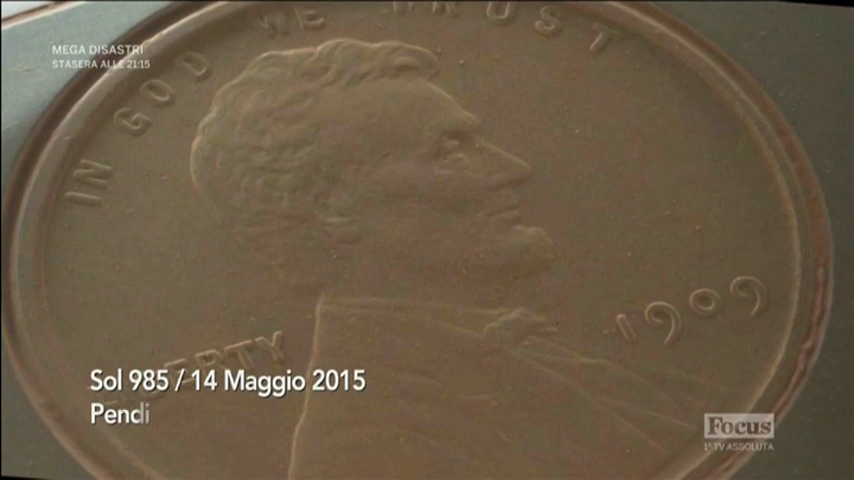 MEGA DISASTRI
STASERA ALLE 21:15
IN GOD WE TRUST
LIBERTY
1909
Sol 985 / 14 Maggio 2015
Pendi
Focus
1ª TV ASSOLUTA